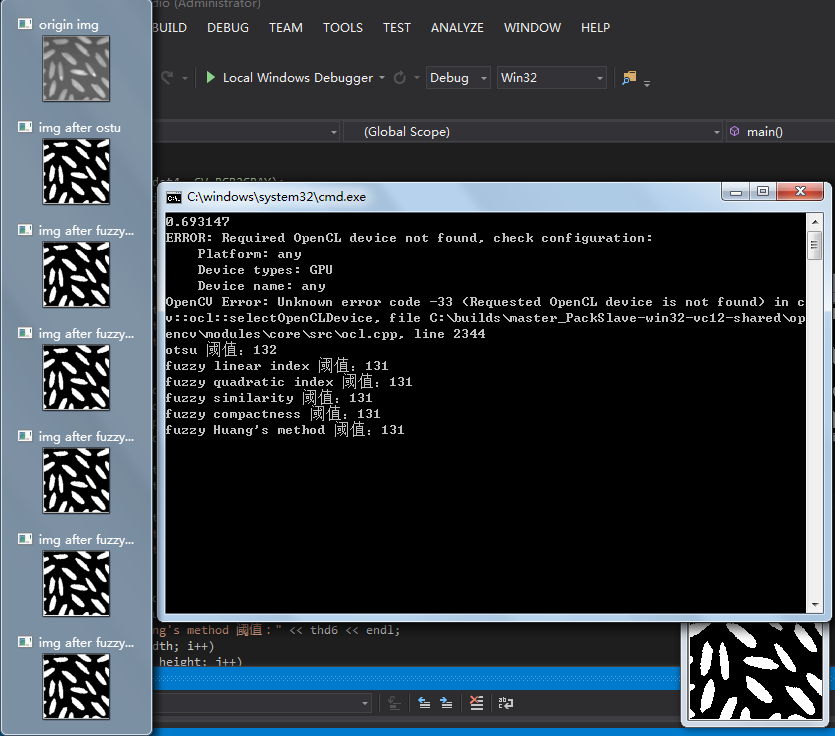 dio (Administrator)
BUILD DEBUG TEAM TOOLS TEST ANALYZE WINDOW HELP
Local Windows Debugger Debug Win32
(Global Scope) main()
origin img
img after ostu
img after fuzzy...
img after fuzzy...
img after fuzzy...
img after fuzzy...
img after fuzzy...
C:\windows\system32\cmd.exe
0.693147
ERROR: Required OpenCL device not found, check configuration:
Platform: any
Device types: GPU
Device name: any
OpenCV Error: Unknown error code -33 (Requested OpenCL device is not found) in c
v::ocl::selectOpenCLDevice, file C:\builds\master_PackSlave-win32-vc12-shared\op
encv\modules\core\src\ocl.cpp, line 2344
otsu 阈值：132
fuzzy linear index 阈值：131
fuzzy quadratic index 阈值：131
fuzzy similarity 阈值：131
fuzzy compactness 阈值：131
fuzzy Huang's method 阈值：131
ng's method 阈值：" << thd6 << endl;
dth; i++)
height; j++)